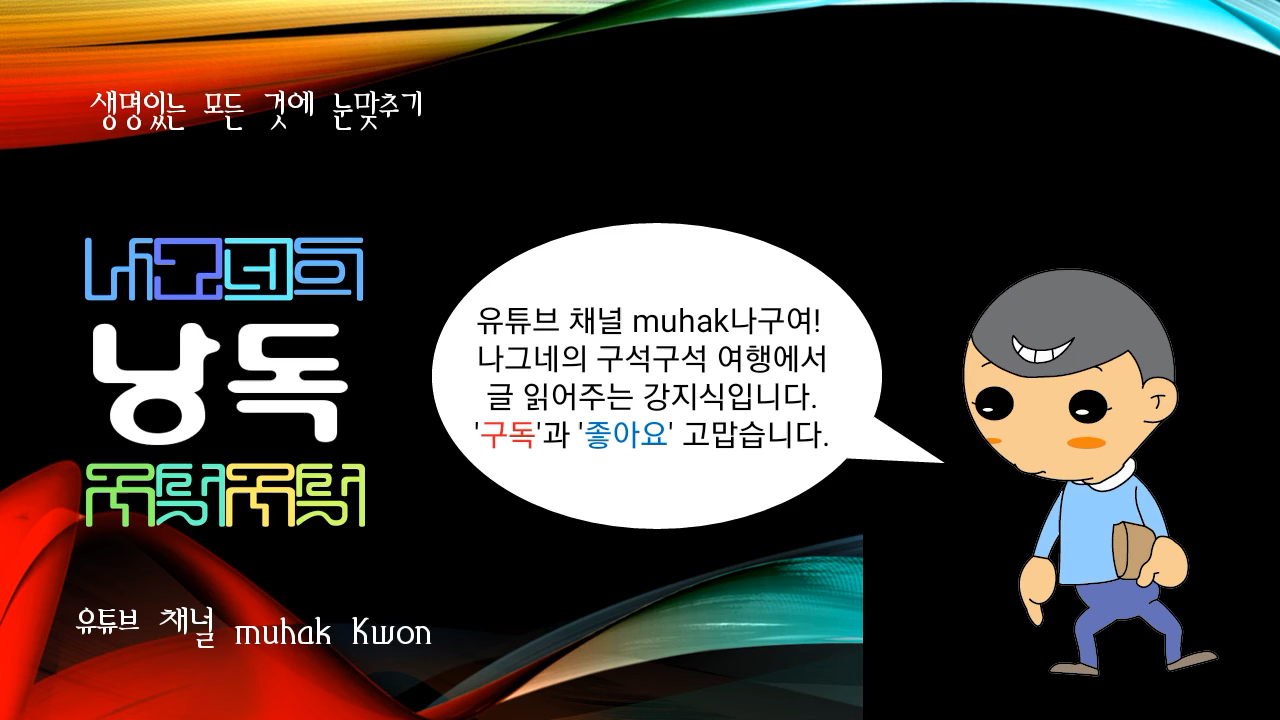 생명있는 모든 것에 눈맞추기
나그네의
낭독
구석구석
유튜브 채널 muhak나구여!
나그네의 구석구석 여행에서
글 읽어주는 강지식입니다.
'구독'과 '좋아요' 고맙습니다.
유튜브 채널 muhak Kwon